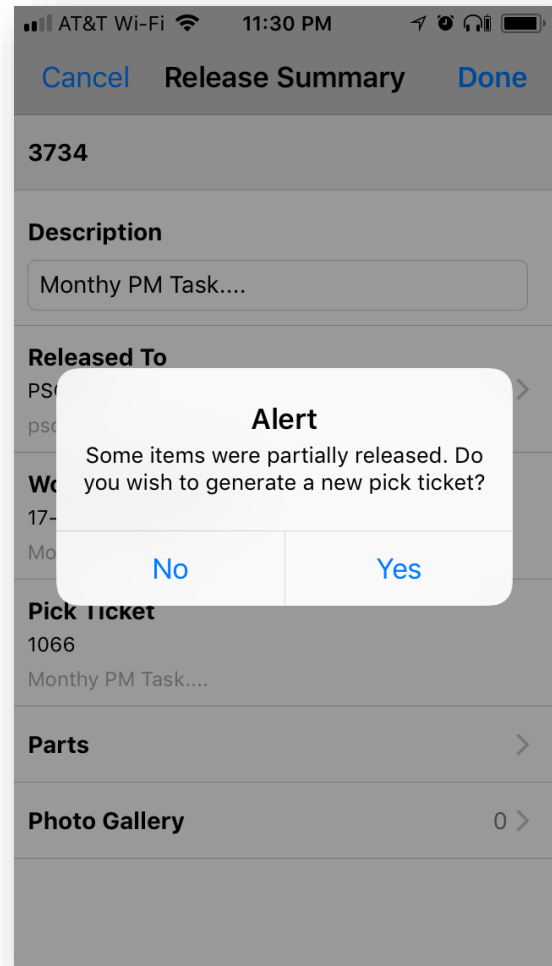 AT&T Wi-Fi 11:30 PM
Cancel Release Summary Done
3734
Description
Monthy PM Task....
Released To
Alert
Some items were partially released. Do
you wish to generate a new pick ticket?
17-
No Yes
Pick Ticket
1066
Monthy PM Task....
Parts
Photo Gallery 0